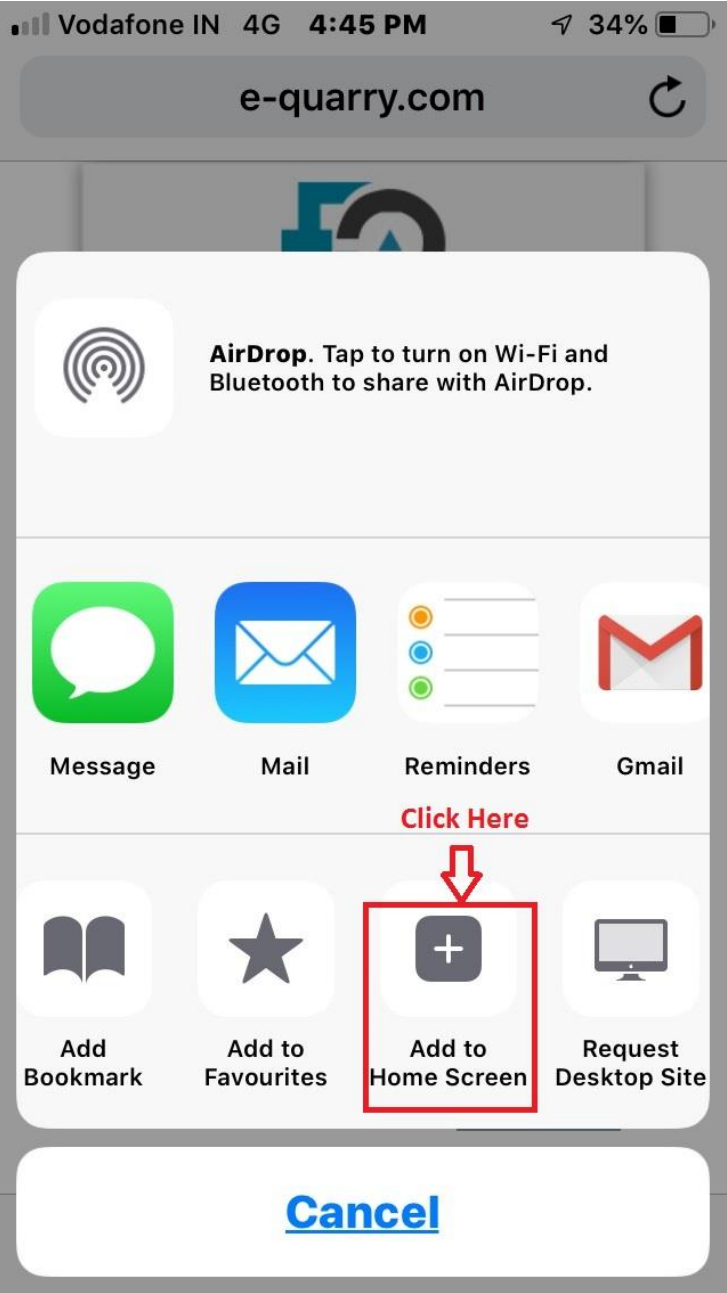 Vodafone IN 4G 4:45 PM 34%
e-quarry.com
AirDrop. Tap to turn on Wi-Fi and
Bluetooth to share with AirDrop.
Message Mail Reminders Gmail
Click Here
Add Bookmark
Add to Favourites
Add to Home Screen
Request Desktop Site
Cancel